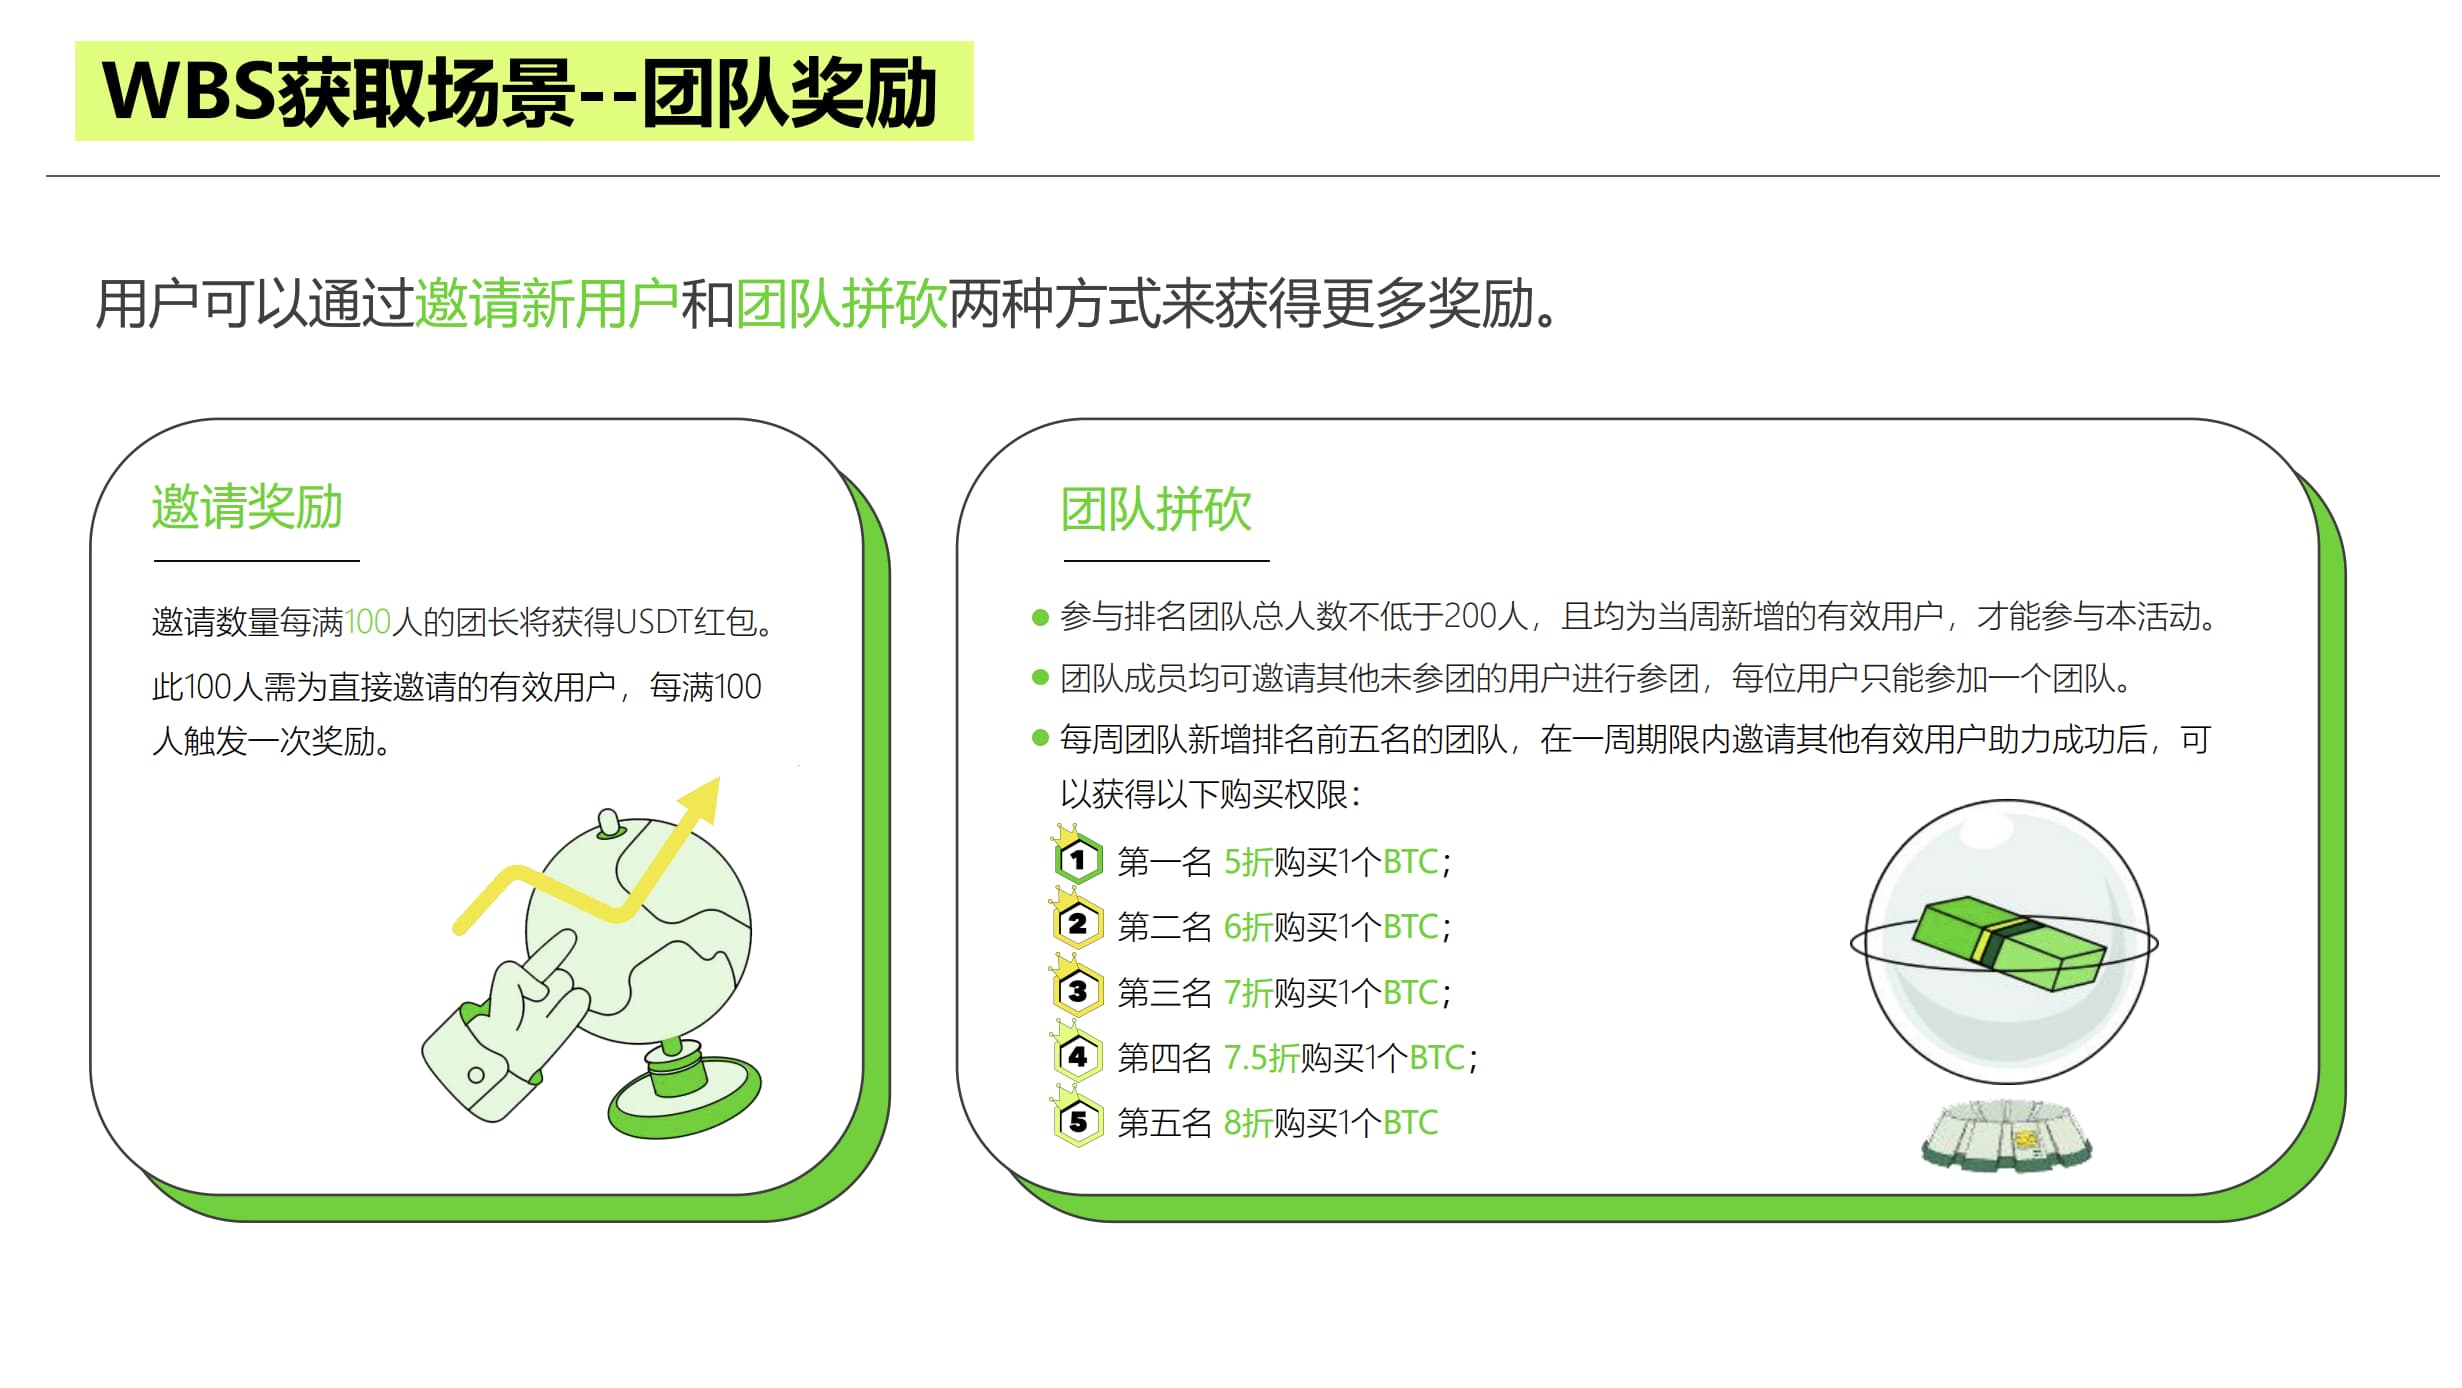 WBS获取场景--团队奖励
用户可以通过邀请新用户和团队拼砍两种方式来获得更多奖励。
邀请奖励
邀请数量每满100人的团长将获得USDT红包。
此100人需为直接邀请的有效用户，每满100
人触发一次奖励。
团队拼砍
参与排名团队总人数不低于200人，且均为当周新增的有效用户，才能参与本活动。
团队成员均可邀请其他未参团的用户进行参团，每位用户只能参加一个团队。
每周团队新增排名前五名的团队，在一周期限内邀请其他有效用户助力成功后，可
以获得以下购买权限：
1 第一名 5折购买1个BTC；
2 第二名 6折购买1个BTC；
3 第三名 7折购买1个BTC；
4 第四名 7.5折购买1个BTC；
5 第五名 8折购买1个BTC